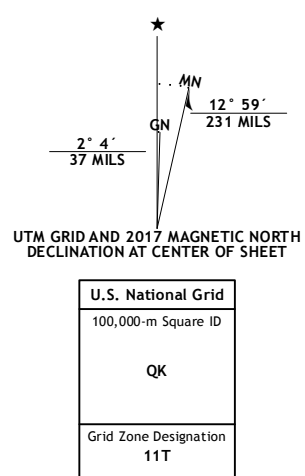 ★
MN
GN
12° 59´
231 MILS
2° 4´
37 MILS
UTM GRID AND 2017 MAGNETIC NORTH
DECLINATION AT CENTER OF SHEET
U.S. National Grid
100,000-m Square ID
QK
Grid Zone Designation
11T